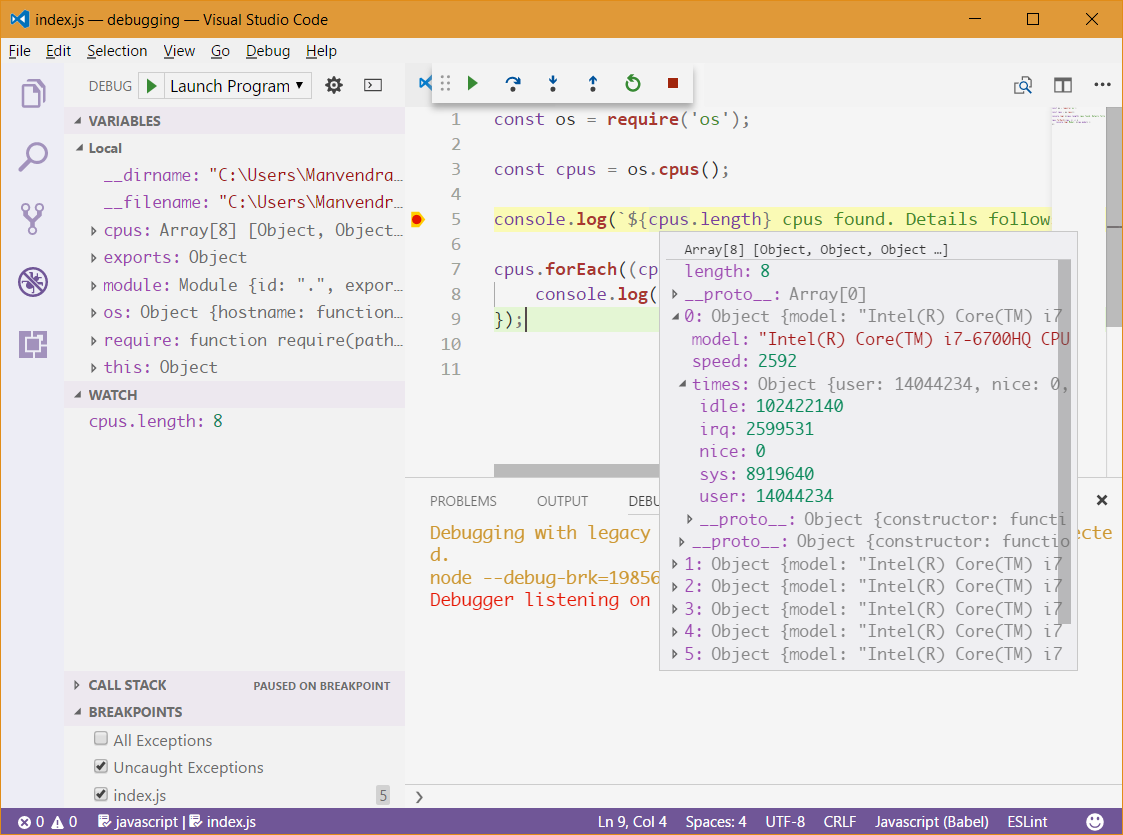 index.js — debugging — Visual Studio Code
File Edit Selection View Go Debug Help
DEBUG Launch Program
VARIABLES
Local
__dirname: "C:\Users\Manvendra…
__filename: "C:\Users\Manvendr…
cpus: Array[8] [Object, Object…
exports: Object
module: Module {id: ".", expor…
os: Object {hostname: function…
require: function require(path…
this: Object
WATCH
cpus.length: 8
CALL STACK PAUSED ON BREAKPOINT
BREAKPOINTS
All Exceptions
Uncaught Exceptions
index.js 5
1 const os = require('os');
2
3 const cpus = os.cpus();
4
5 console.log(`${cpus.length} cpus found. Details follow
6
7 cpus.forEach((cp
8 console.log(
9 });
10
11
Array[8] [Object, Object, Object …]
length: 8
__proto__: Array[0]
0: Object {model: "Intel(R) Core(TM) i7
model: "Intel(R) Core(TM) i7-6700HQ CPU
speed: 2592
times: Object {user: 14044234, nice: 0,
idle: 102422140
irq: 2599531
nice: 0
sys: 8919640
user: 14044234
__proto__: Object {constructor: functi
__proto__: Object {constructor: functio
1: Object {model: "Intel(R) Core(TM) i7
2: Object {model: "Intel(R) Core(TM) i7
3: Object {model: "Intel(R) Core(TM) i7
4: Object {model: "Intel(R) Core(TM) i7
5: Object {model: "Intel(R) Core(TM) i7
PROBLEMS OUTPUT DEBU
Debugging with legacy ecte
d.
node --debug-brk=19856
Debugger listening on
0 0 javascript | index.js Ln 9, Col 4 Spaces: 4 UTF-8 CRLF Javascript (Babel) ESLint